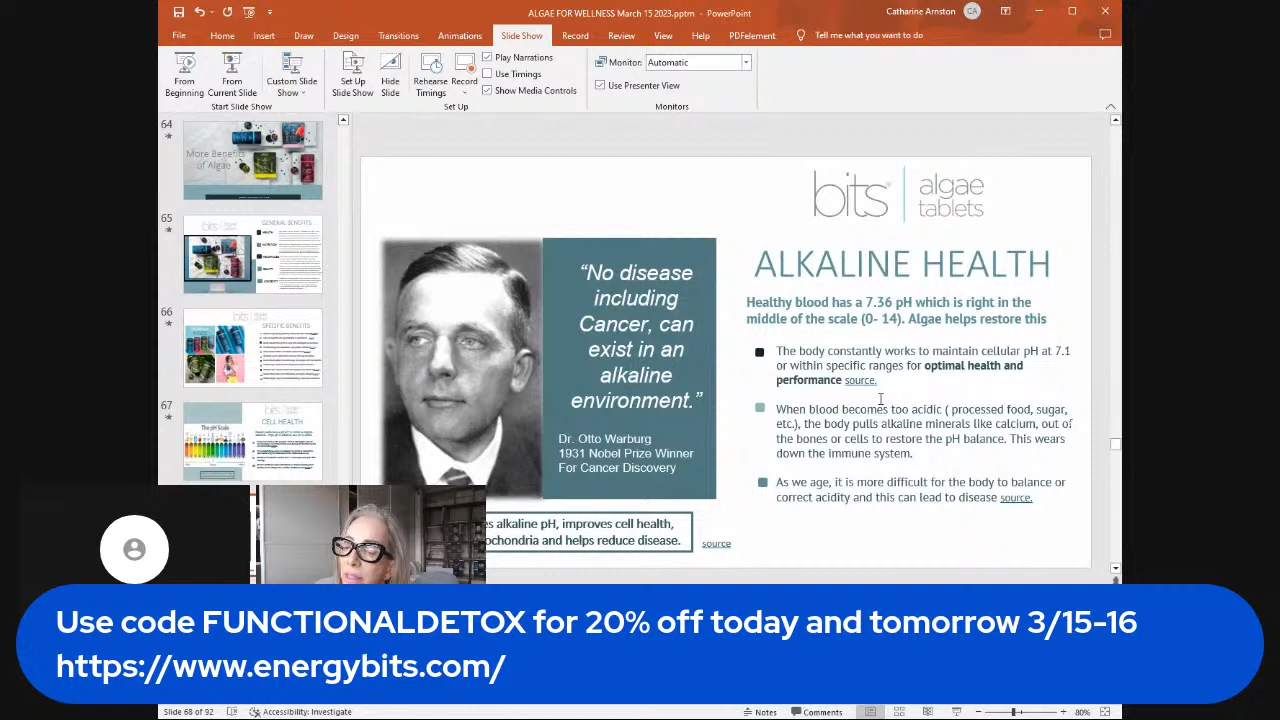 ALGAE FOR WELLNESS March 15 2023.pptm - PowerPoint
Catharine Arnston
CA
File Home Insert Draw Design Transitions Animations Slide Show Record Review View Help PDFelement Tell me what you want to do
From Beginning
From Current Slide
Custom Slide Show
Start Slide Show
Set Up Slide Show
Hide Slide
Rehearse Timings
Record
Play Narrations
Use Timings
Show Media Controls
Set Up
Monitor: Automatic
Use Presenter View
Monitors
64
More Benefits
of Algae
65
GENERAL BENEFITS
66
SPECIFIC BENEFITS
67
The pH Scale
CELL HEALTH
bits
algae
tablets
“No disease
including
Cancer, can
exist in an
alkaline
environment.”
Dr. Otto Warburg
1931 Nobel Prize Winner
For Cancer Discovery
ALKALINE HEALTH
Healthy blood has a 7.36 pH which is right in the
middle of the scale (0- 14). Algae helps restore this
The body constantly works to maintain cellular pH at 7.1
or within specific ranges for optimal health and
performance source.
When blood becomes too acidic ( processed food, sugar,
etc.), the body pulls alkaline minerals like calcium, out of
the bones or cells to restore the pH balance. This wears
down the immune system.
As we age, it is more difficult for the body to balance or
correct acidity and this can lead to disease source.
alkaline pH, improves cell health,
and helps reduce disease.
source
Use code FUNCTIONALDETOX for 20% off today and tomorrow 3/15-16
https://www.energybits.com/
Slide 68 of 92
Accessibility: Investigate
Notes
Comments
80%